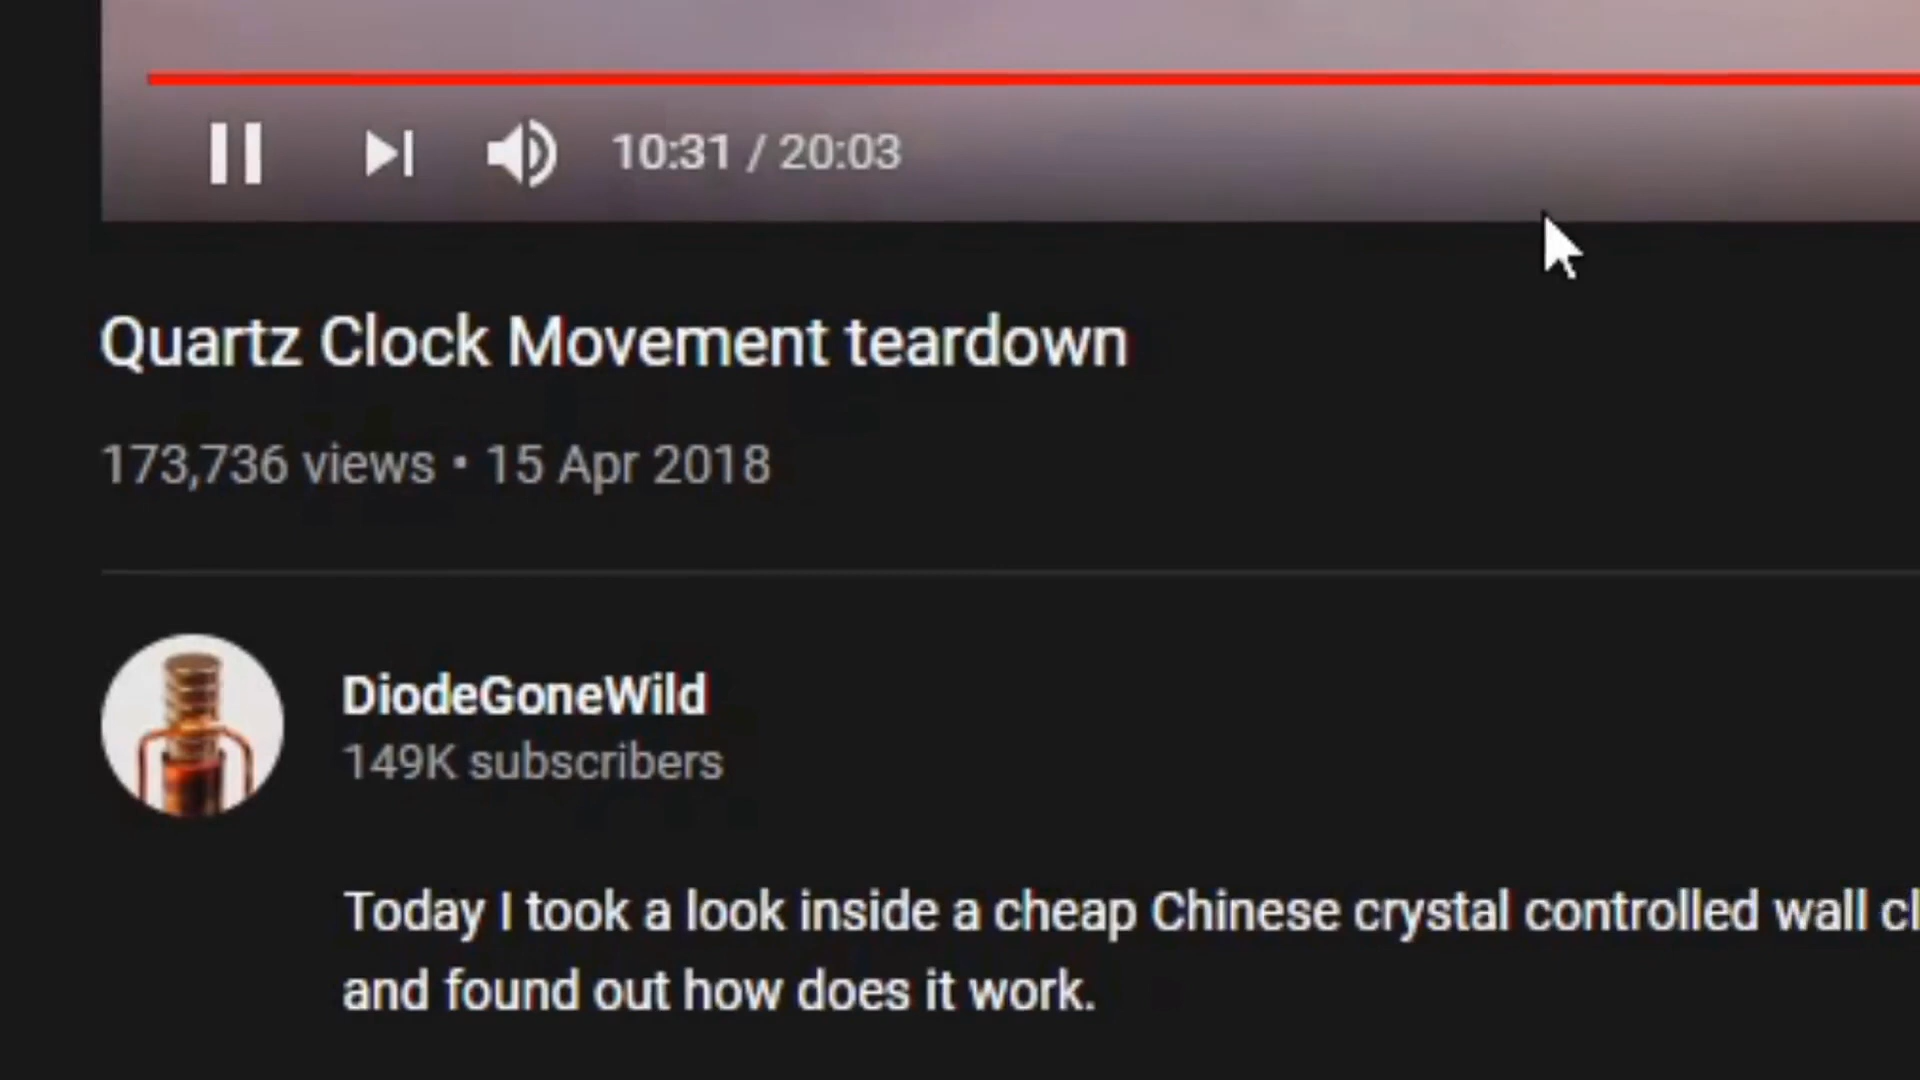 10:31 / 20:03
Quartz Clock Movement teardown
173,736 views • 15 Apr 2018
DiodeGoneWild
149K subscribers
Today I took a look inside a cheap Chinese crystal controlled wall cl
and found out how does it work.